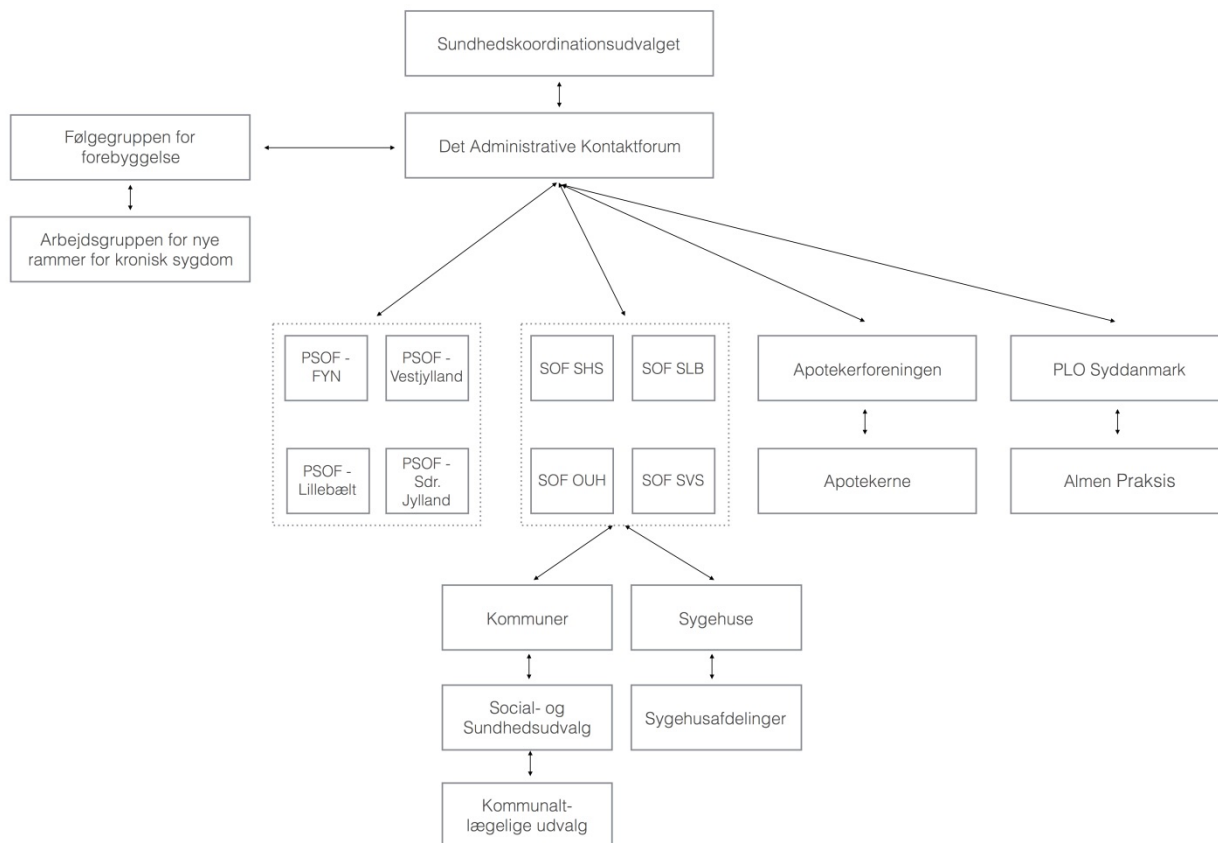 Sundhedskoordinationsudvalget
Følgegruppen for
forebyggelse
Det Administrative Kontaktforum
Arbejdsgruppen for nye
rammer for kronisk sygdom
PSOF -
FYN
PSOF -
Vestjylland
SOF SHS
SOF SLB
Apotekerforeningen
PLO Syddanmark
PSOF -
Lillebælt
PSOF -
Sdr.
Jylland
SOF OUH
SOF SVS
Apotekerne
Almen Praksis
Kommuner
Sygehuse
Social- og
Sundhedsudvalg
Sygehusafdelinger
Kommunalt-
lægelige udvalg